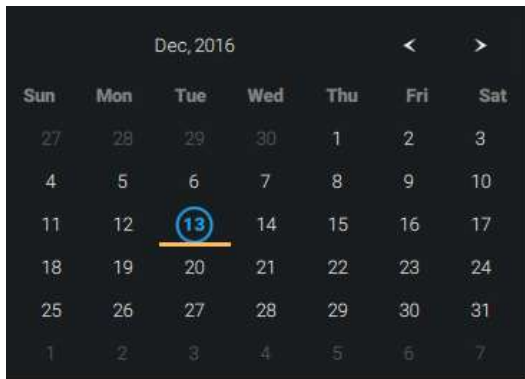 Dec, 2016 < >
Sun Mon Tue Wed Thu Fri Sat
27 28 29 30 1 2 3
4 5 6 7 8 9 10
11 12 13 14 15 16 17
18 19 20 21 22 23 24
25 26 27 28 29 30 31
1 2 3 4 5 6 7